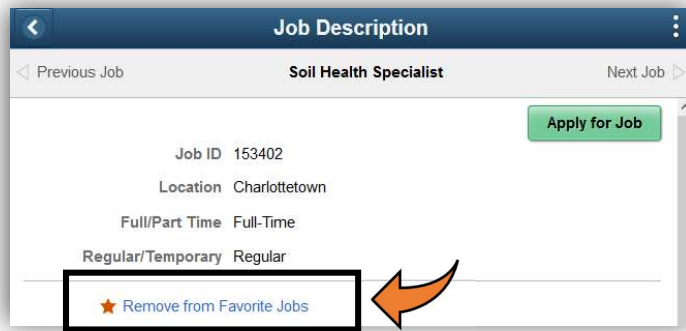 Job Description
Previous Job Soil Health Specialist Next Job
Apply for Job
Job ID 153402
Location Charlottetown
Full/Part Time Full-Time
Regular/Temporary Regular
Remove from Favorite Jobs